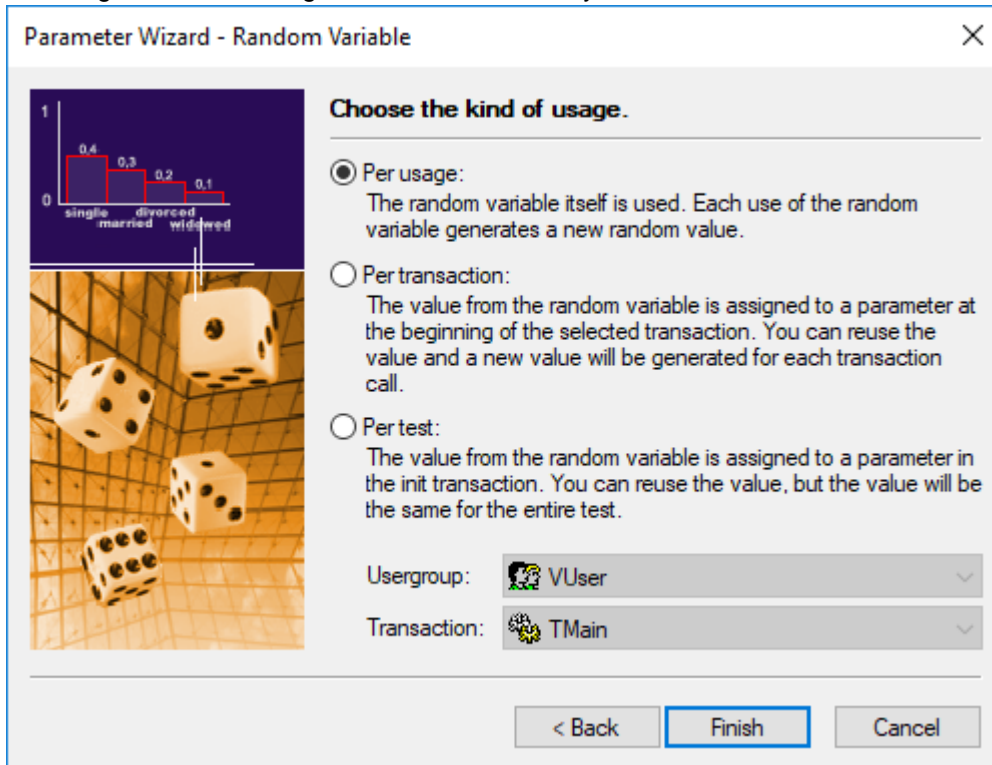 Parameter Wizard - Random Variable
1
0,4
0,3
0,2
0,1
0
single divorced
married widowed
Choose the kind of usage.
Per usage:
The random variable itself is used. Each use of the random
variable generates a new random value.
Per transaction:
The value from the random variable is assigned to a parameter at
the beginning of the selected transaction. You can reuse the
value and a new value will be generated for each transaction
call.
Per test:
The value from the random variable is assigned to a parameter in
the init transaction. You can reuse the value, but the value will be
the same for the entire test.
Usergroup: VUser
Transaction: TMain
< Back Finish Cancel